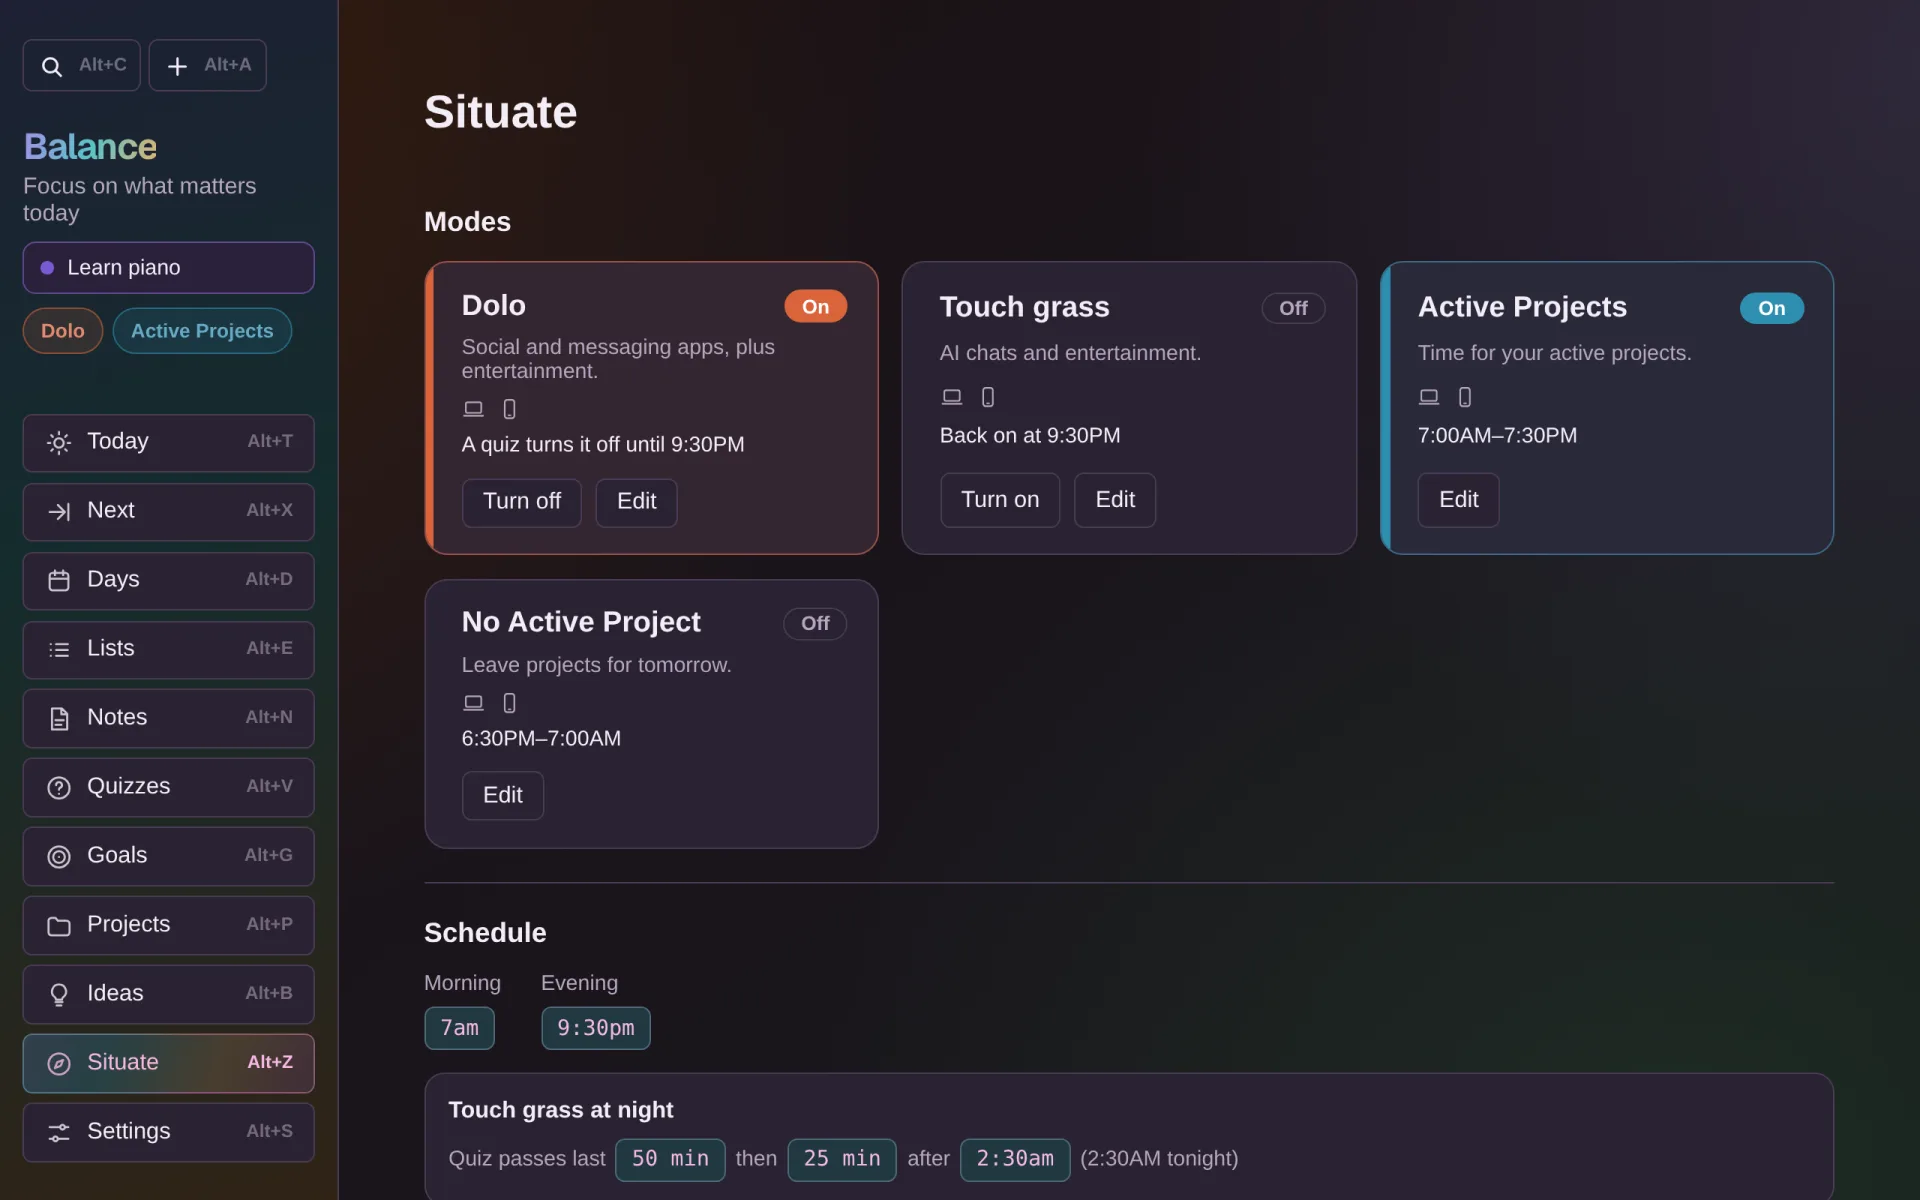 Alt+C
Alt+A
Balance
Focus on what matters
today
Learn piano
Dolo
Active Projects
Today Alt+T
Next Alt+X
Days Alt+D
Lists Alt+E
Notes Alt+N
Quizzes Alt+V
Goals Alt+G
Projects Alt+P
Ideas Alt+B
Situate Alt+Z
Settings Alt+S
Situate
Modes
Dolo On
Social and messaging apps, plus
entertainment.
A quiz turns it off until 9:30PM
Turn off Edit
Touch grass Off
AI chats and entertainment.
Back on at 9:30PM
Turn on Edit
Active Projects On
Time for your active projects.
7:00AM–7:30PM
Edit
No Active Project Off
Leave projects for tomorrow.
6:30PM–7:00AM
Edit
Schedule
Morning Evening
7am 9:30pm
Touch grass at night
Quiz passes last 50 min then 25 min after 2:30am (2:30AM tonight)